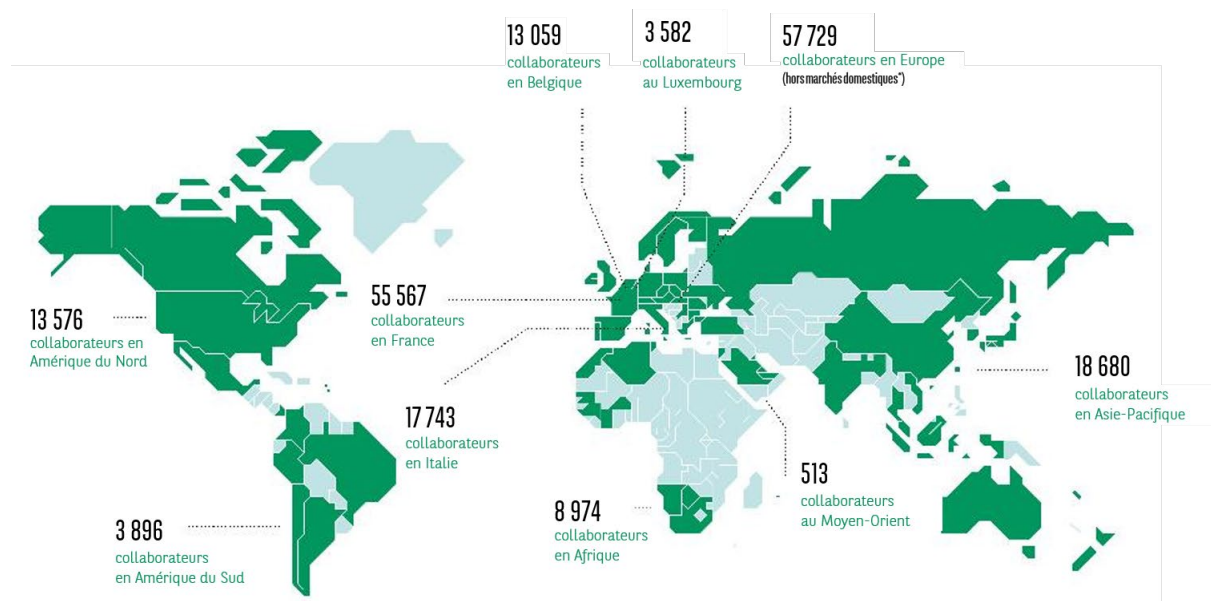 13 059
collaborateurs
en Belgique
3 582
collaborateurs
au Luxembourg
57 729
collaborateurs en Europe
(hors marchés domestiques*)
13 576
collaborateurs en
Amérique du Nord
55 567
collaborateurs
en France
17 743
collaborateurs
en Italie
18 680
collaborateurs
en Asie-Pacifique
513
collaborateurs
au Moyen-Orient
8 974
collaborateurs
en Afrique
3 896
collaborateurs
en Amérique du Sud